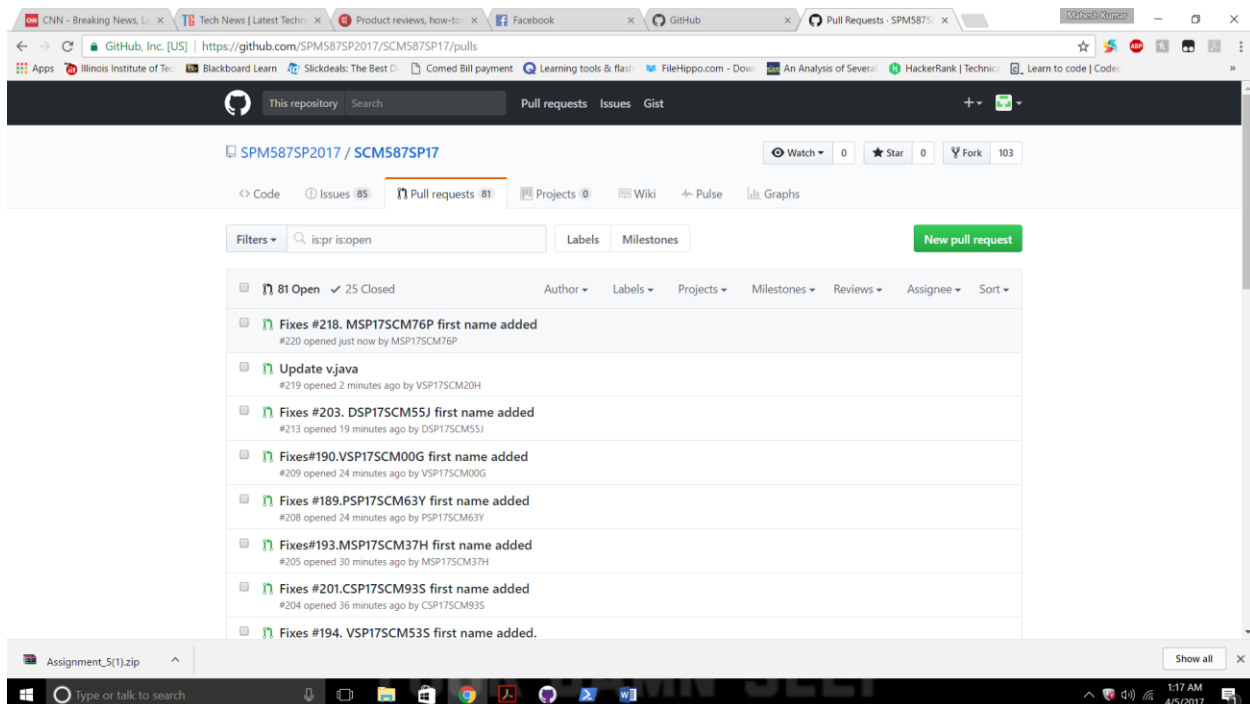 CNN - Breaking News, La
Tech News | Latest Techn
Product reviews, how-tos
Facebook
GitHub
Pull Requests · SPM587S
Mahesh Kumar
GitHub, Inc. [US] | https://github.com/SPM587SP2017/SCM587SP17/pulls
Apps Illinois Institute of Tec Blackboard Learn Slickdeals: The Best D Comed Bill payment Learning tools & flash FileHippo.com - Down An Analysis of Several HackerRank | Technica Learn to code | Codec »
This repository Search Pull requests Issues Gist
SPM587SP2017 / SCM587SP17
Watch 0 Star 0 Fork 103
<> Code Issues 85 Pull requests 81 Projects 0 Wiki Pulse Graphs
Filters is:pr is:open Labels Milestones New pull request
81 Open 25 Closed Author Labels Projects Milestones Reviews Assignee Sort
Fixes #218. MSP17SCM76P first name added
#220 opened just now by MSP17SCM76P
Update v.java
#219 opened 2 minutes ago by VSP17SCM20H
Fixes #203. DSP17SCM55J first name added
#213 opened 19 minutes ago by DSP17SCM55J
Fixes#190.VSP17SCM00G first name added
#209 opened 24 minutes ago by VSP17SCM00G
Fixes #189.PSP17SCM63Y first name added
#208 opened 24 minutes ago by PSP17SCM63Y
Fixes#193.MSP17SCM37H first name added
#205 opened 30 minutes ago by MSP17SCM37H
Fixes #201.CSP17SCM93S first name added
#204 opened 36 minutes ago by CSP17SCM93S
Fixes #194. VSP17SCM53S first name added.
Assignment_5(1).zip Show all
Type or talk to search
1:17 AM
4/5/2017